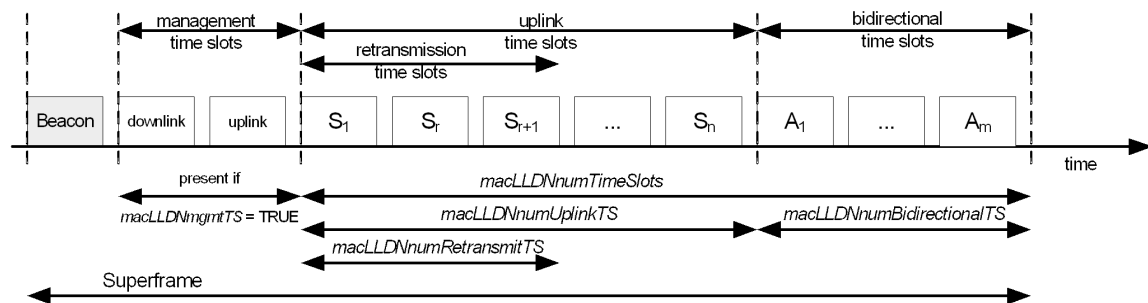 management
time slots
uplink
time slots
bidirectional
time slots
retransmission
time slots
Beacon
downlink
uplink
S1
Sr
Sr+1
...
Sn
A1
...
Am
time
present if
macLLDNmgmtTS = TRUE
macLLDNnumTimeSlots
macLLDNnumUplinkTS
macLLDNnumBidirectionalTS
macLLDNnumRetransmitTS
Superframe